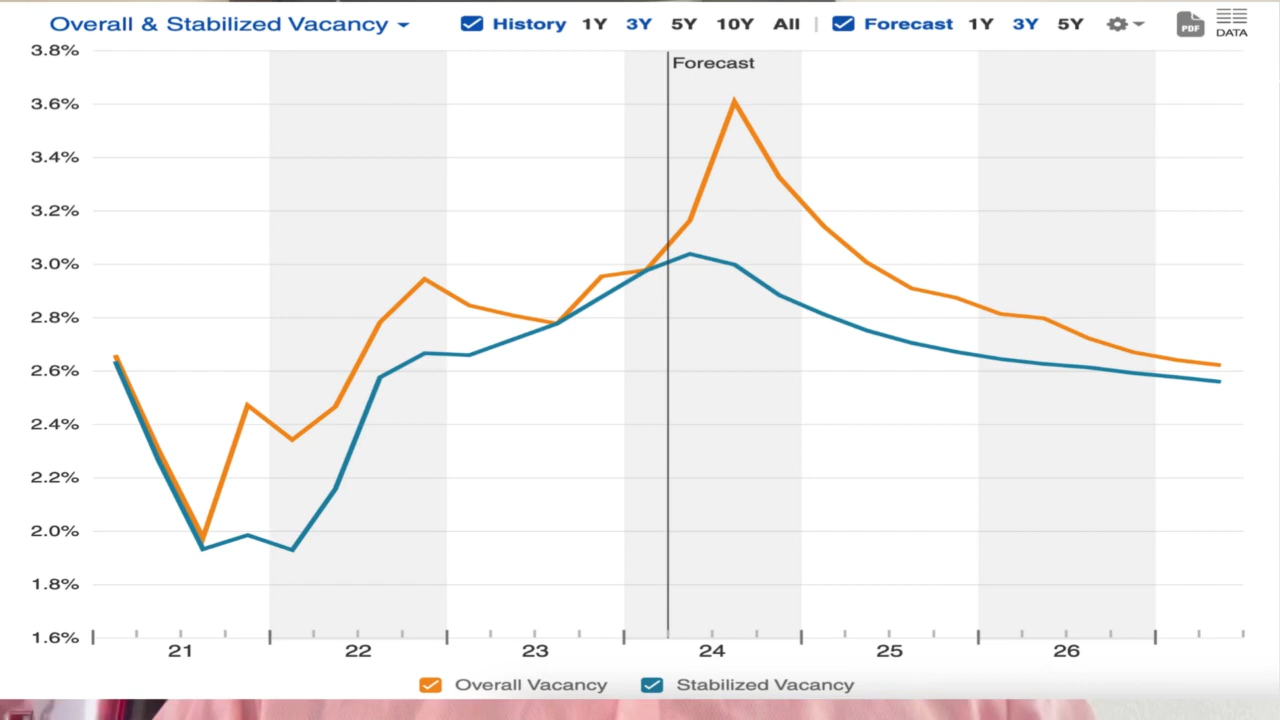 Overall & Stabilized Vacancy
History 1Y 3Y 5Y 10Y All | Forecast 1Y 3Y 5Y
PDF
DATA
Forecast
3.8%
3.6%
3.4%
3.2%
3.0%
2.8%
2.6%
2.4%
2.2%
2.0%
1.8%
1.6%
21 22 23 24 25 26
Overall Vacancy Stabilized Vacancy